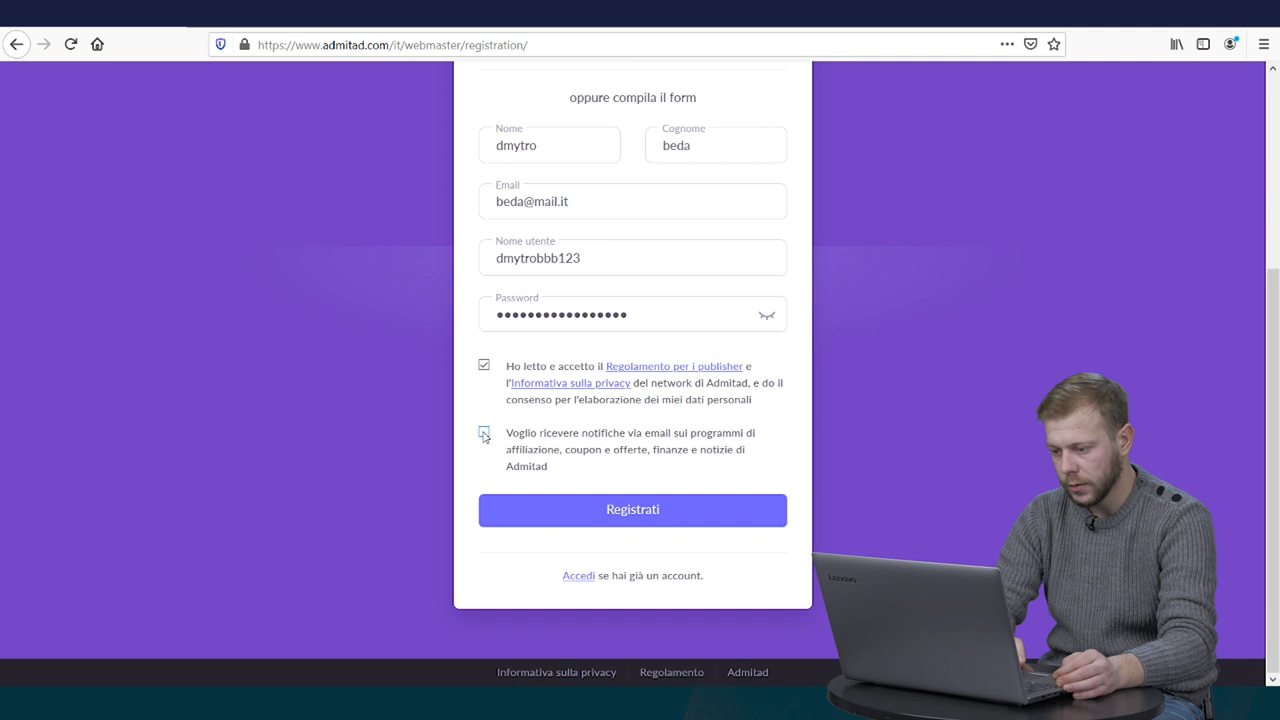 https://www.admitad.com/it/webmaster/registration/
oppure compila il form
Nome
Cognome
dmytro
beda
Email
beda@mail.it
Nome utente
dmytrobbb123
Password
•••••••••••••••••
Ho letto e accetto il Regolamento per i publisher e
l'Informativa sulla privacy del network di Admitad, e do il
consenso per l'elaborazione dei miei dati personali
Voglio ricevere notifiche via email sui programmi di
affiliazione, coupon e offerte, finanze e notizie di
Admitad
Registrati
Accedi se hai già un account.
Informativa sulla privacy Regolamento Admitad
LENOVO